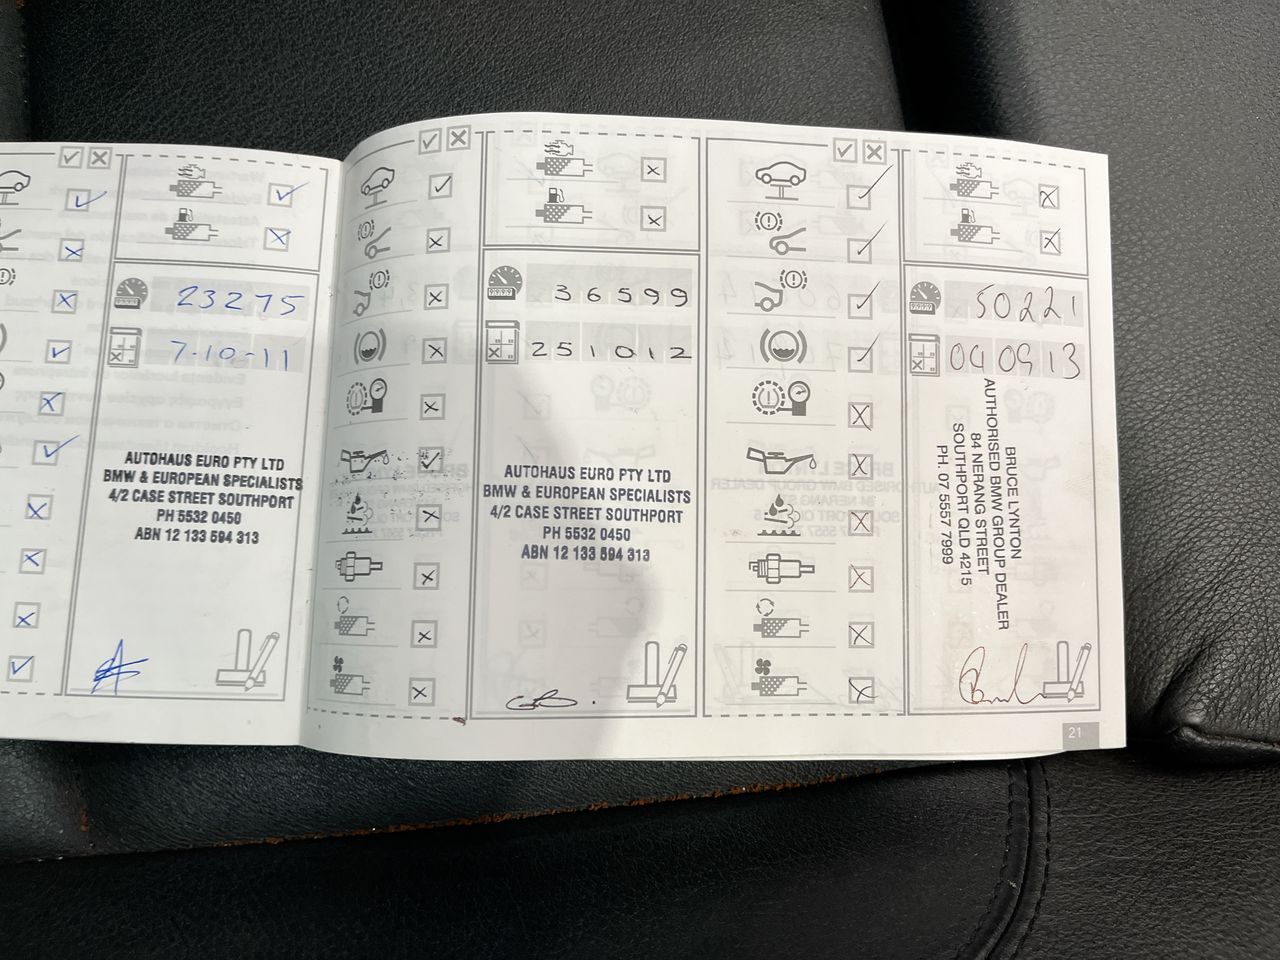 23275
7-10-11
AUTOHAUS EURO PTY LTD
BMW & EUROPEAN SPECIALISTS
4/2 CASE STREET SOUTHPORT
PH 5532 0450
ABN 12 133 594 313
36599
251012
AUTOHAUS EURO PTY LTD
BMW & EUROPEAN SPECIALISTS
4/2 CASE STREET SOUTHPORT
PH 5532 0450
ABN 12 133 594 313
50221
040913
BRUCE LYNTON
AUTHORISED BMW GROUP DEALER
84 NERANG STREET
SOUTHPORT QLD 4215
PH. 07 5557 7999
21